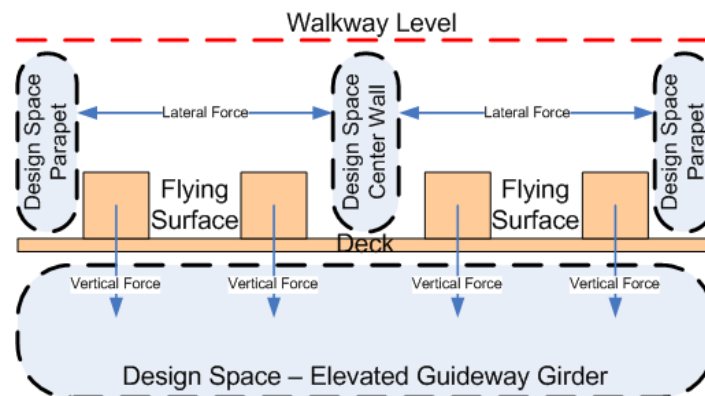 Walkway Level
Design Space
Parapet
Lateral Force
Design Space
Center Wall
Lateral Force
Design Space
Parapet
Flying
Surface
Flying
Surface
Deck
Vertical Force
Vertical Force
Vertical Force
Vertical Force
Design Space – Elevated Guideway Girder